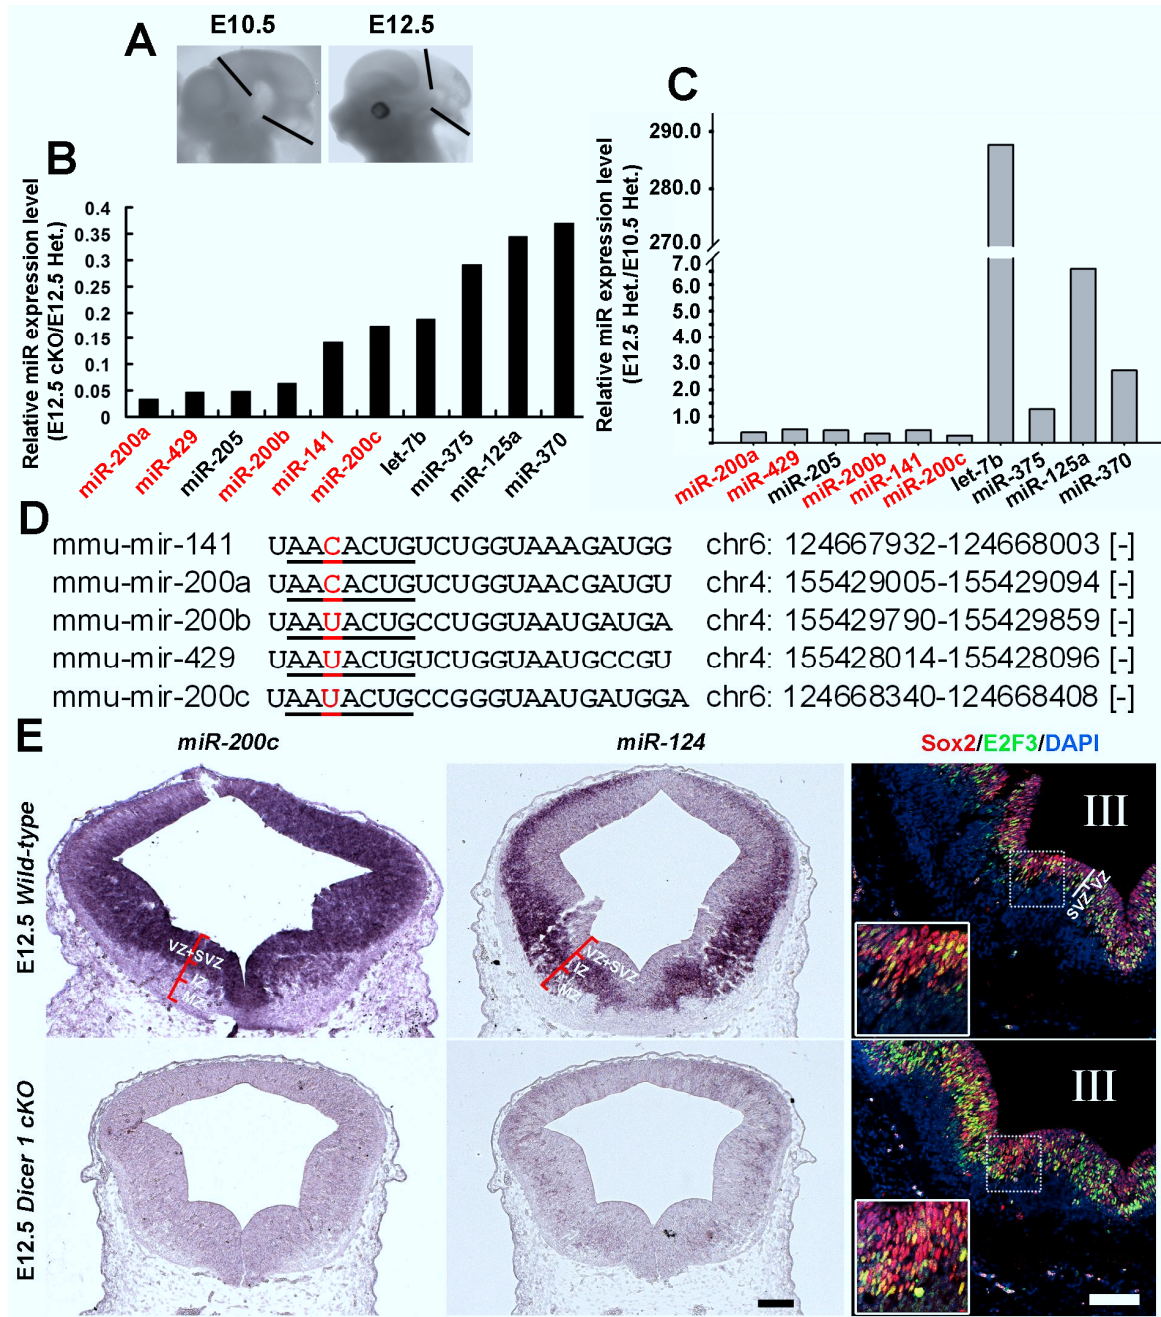 A
E10.5
E12.5
B
Relative miR expression level
(E12.5 cKO/E12.5 Het.)
0.4
0.35
0.3
0.25
0.2
0.15
0.1
0.05
0
miR-200a
miR-429
miR-205
miR-200b
miR-141
miR-200c
let-7b
miR-375
miR-125a
miR-370
C
Relative miR expression level
(E12.5 Het./E10.5 Het.)
290.0
280.0
270.0
7.0
6.0
5.0
4.0
3.0
2.0
1.0
miR-200a
miR-429
miR-205
miR-200b
miR-141
miR-200c
let-7b
miR-375
miR-125a
miR-370
D
mmu-mir-141 UAACACUGUCUGGUAAAGAUGG chr6: 124667932-124668003 [-]
mmu-mir-200a UAACACUGUCUGGUAACGAUGU chr4: 155429005-155429094 [-]
mmu-mir-200b UAAUACUGCCUGGUAAUGAUGA chr4: 155429790-155429859 [-]
mmu-mir-429 UAAUACUGUCUGGUAAUGCCGU chr4: 155428014-155428096 [-]
mmu-mir-200c UAAUACUGCCGGGUAAUGAUGGA chr6: 124668340-124668408 [-]
E
miR-200c
miR-124
Sox2/E2F3/DAPI
E12.5 Wild-type
VZ+SVZ
IZ
MZ
VZ+SVZ
IZ
MZ
III
SVZ
VZ
E12.5 Dicer 1 cKO
III